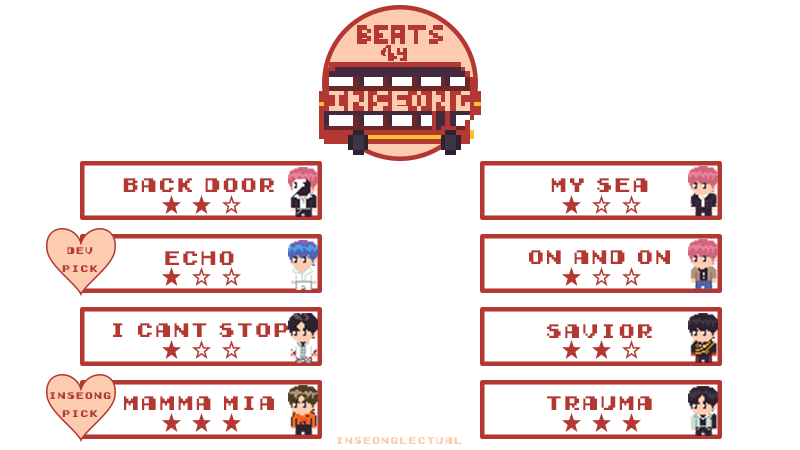 BEATS
by
INSEONG
BACK DOOR
MY SEA
DEV
PICK
ECHO
ON AND ON
I CANT STOP
SAVIOR
INSEONG
PICK
MAMMA MIA
TRAUMA
INSEONGLECTUAL